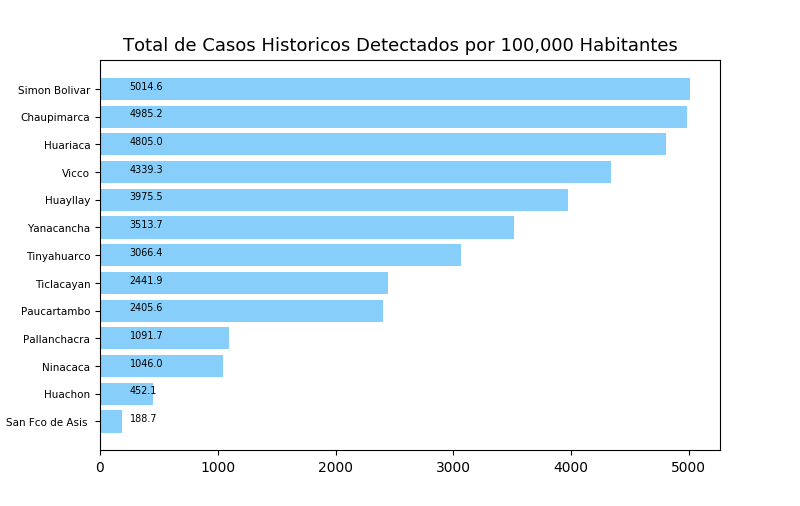 Total de Casos Historicos Detectados por 100,000 Habitantes
Simon Bolivar 5014.6
Chaupimarca 4985.2
Huariaca 4805.0
Vicco 4339.3
Huayllay 3975.5
Yanacancha 3513.7
Tinyahuarco 3066.4
Ticlacayan 2441.9
Paucartambo 2405.6
Pallanchacra 1091.7
Ninacaca 1046.0
Huachon 452.1
San Fco de Asis 188.7
0 1000 2000 3000 4000 5000